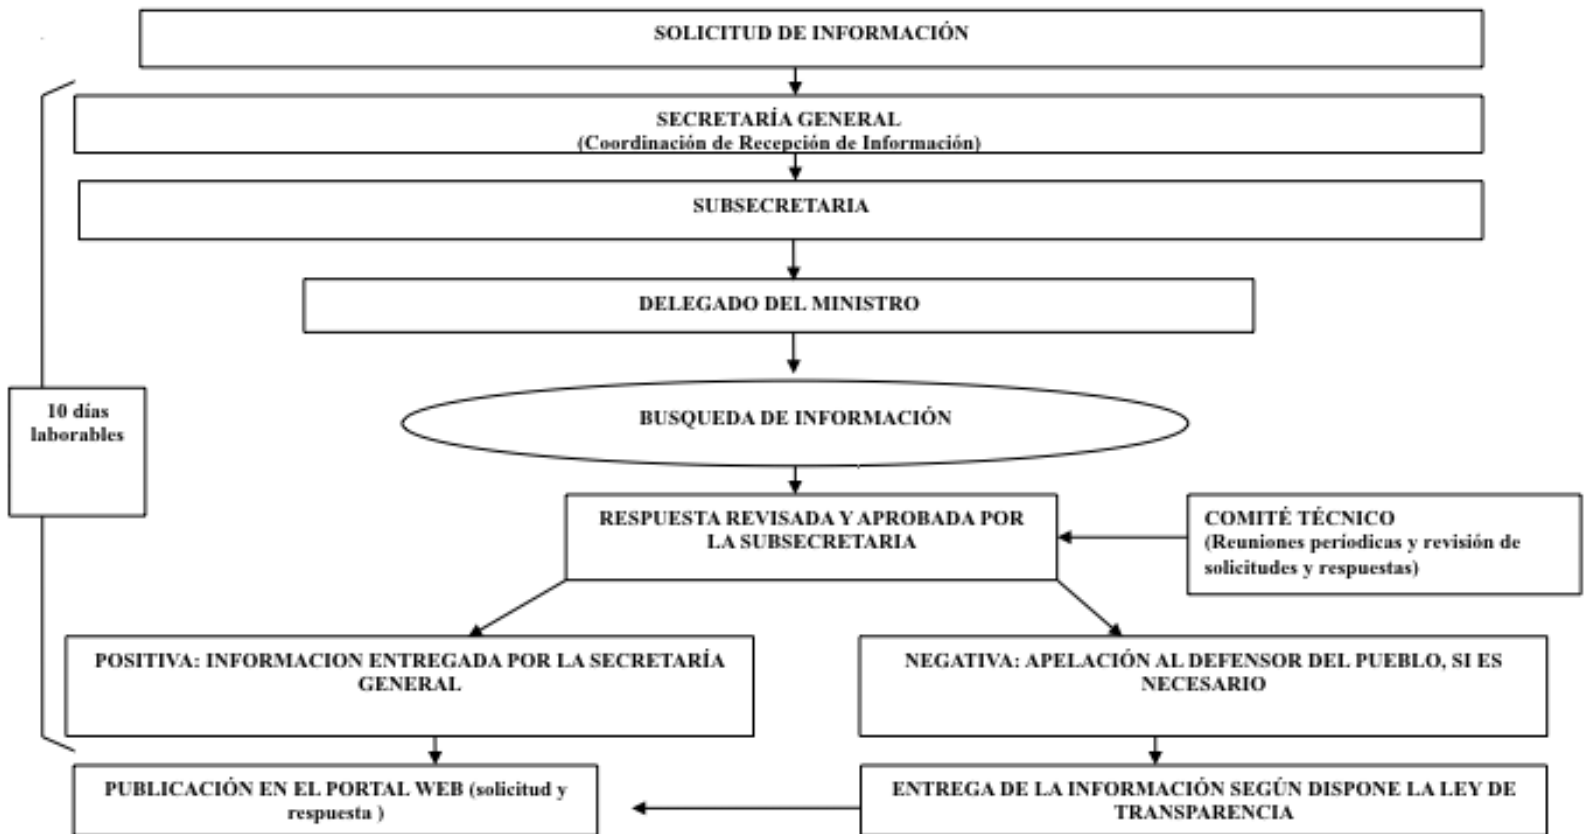 SOLICITUD DE INFORMACIÓN
SECRETARÍA GENERAL
(Coordinación de Recepción de Información)
SUBSECRETARIA
DELEGADO DEL MINISTRO
10 días
laborables
BUSQUEDA DE INFORMACIÓN
RESPUESTA REVISADA Y APROBADA POR
LA SUBSECRETARIA
COMITÉ TÉCNICO
(Reuniones períodicas y revisión de
solicitudes y respuestas)
POSITIVA: INFORMACION ENTREGADA POR LA SECRETARÍA
GENERAL
NEGATIVA: APELACIÓN AL DEFENSOR DEL PUEBLO, SI ES
NECESARIO
PUBLICACIÓN EN EL PORTAL WEB (solicitud y
respuesta )
ENTREGA DE LA INFORMACIÓN SEGÚN DISPONE LA LEY DE
TRANSPARENCIA